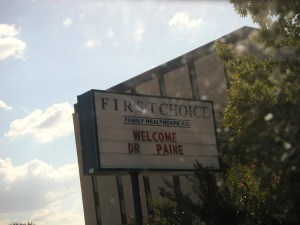 FIRST CHOICE
FAMILY HEALTHCARE P.C.
WELCOME
DR PAINE